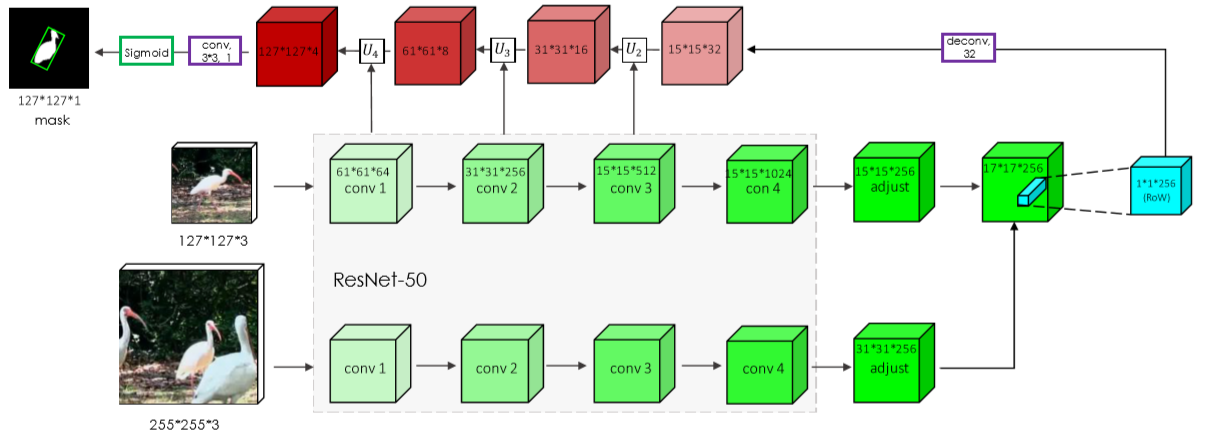 127*127*1
mask
Sigmoid
conv,
3*3, 1
127*127*4
U4
61*61*8
U3
31*31*16
U2
15*15*32
deconv,
32
127*127*3
61*61*64
conv 1
31*31*256
conv 2
15*15*512
conv 3
15*15*1024
con 4
15*15*256
adjust
17*17*256
1*1*256
(RoW)
ResNet-50
255*255*3
conv 1
conv 2
conv 3
conv 4
31*31*256
adjust